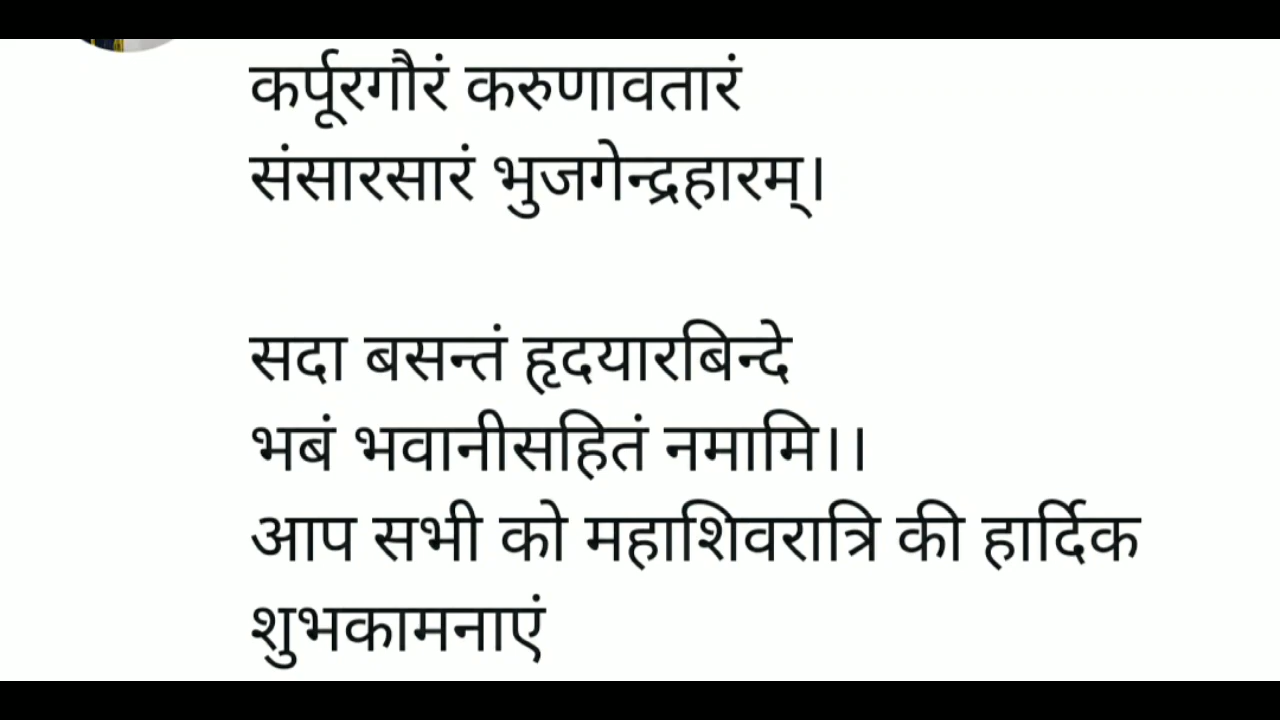 कर्पूरगौरं करुणावतारं
संसारसारं भुजगेन्द्रहारम्।
सदा बसन्तं हृदयारबिन्दे
भबं भवानीसहितं नमामि।।
आप सभी को महाशिवरात्रि की हार्दिक
शुभकामनाएं